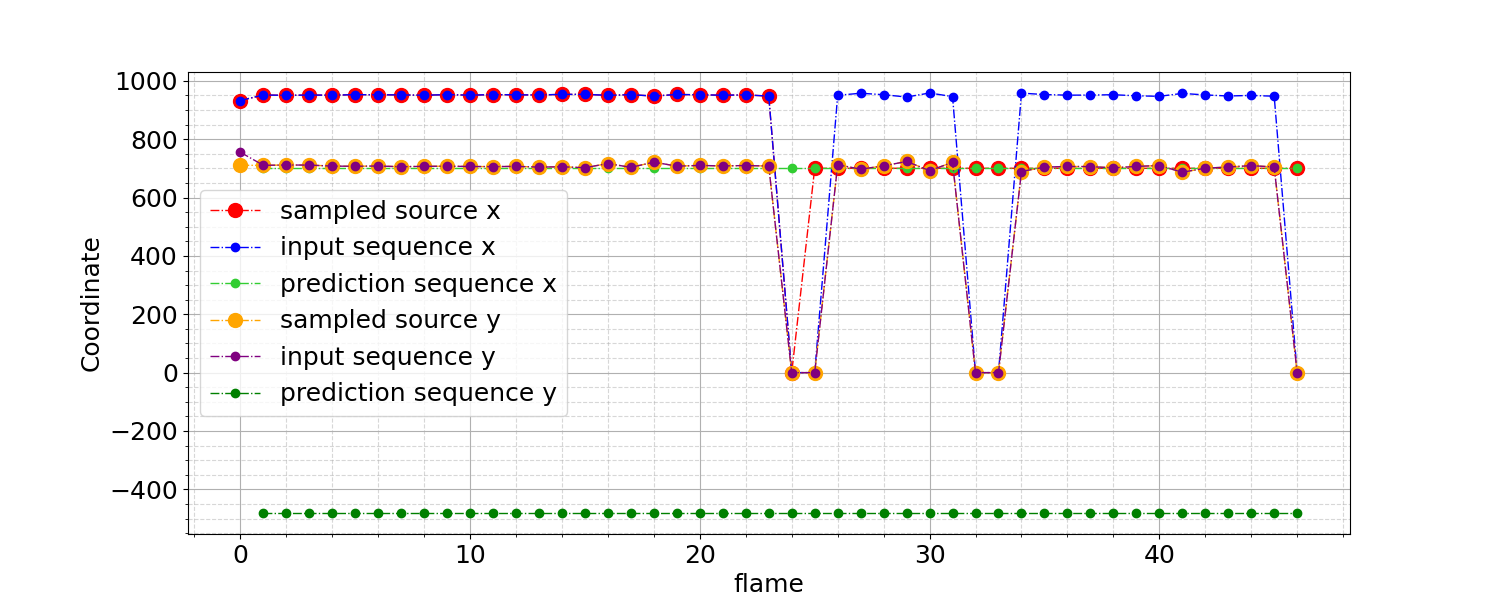 1000
800
600
400
200
0
−200
−400
Coordinate
sampled source x
input sequence x
prediction sequence x
sampled source y
input sequence y
prediction sequence y
0 10 20 30 40
flame